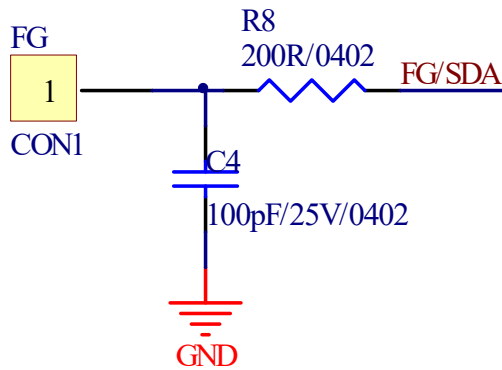 FG
R8
200R/0402
FG/SDA
1
CON1
C4
100pF/25V/0402
GND